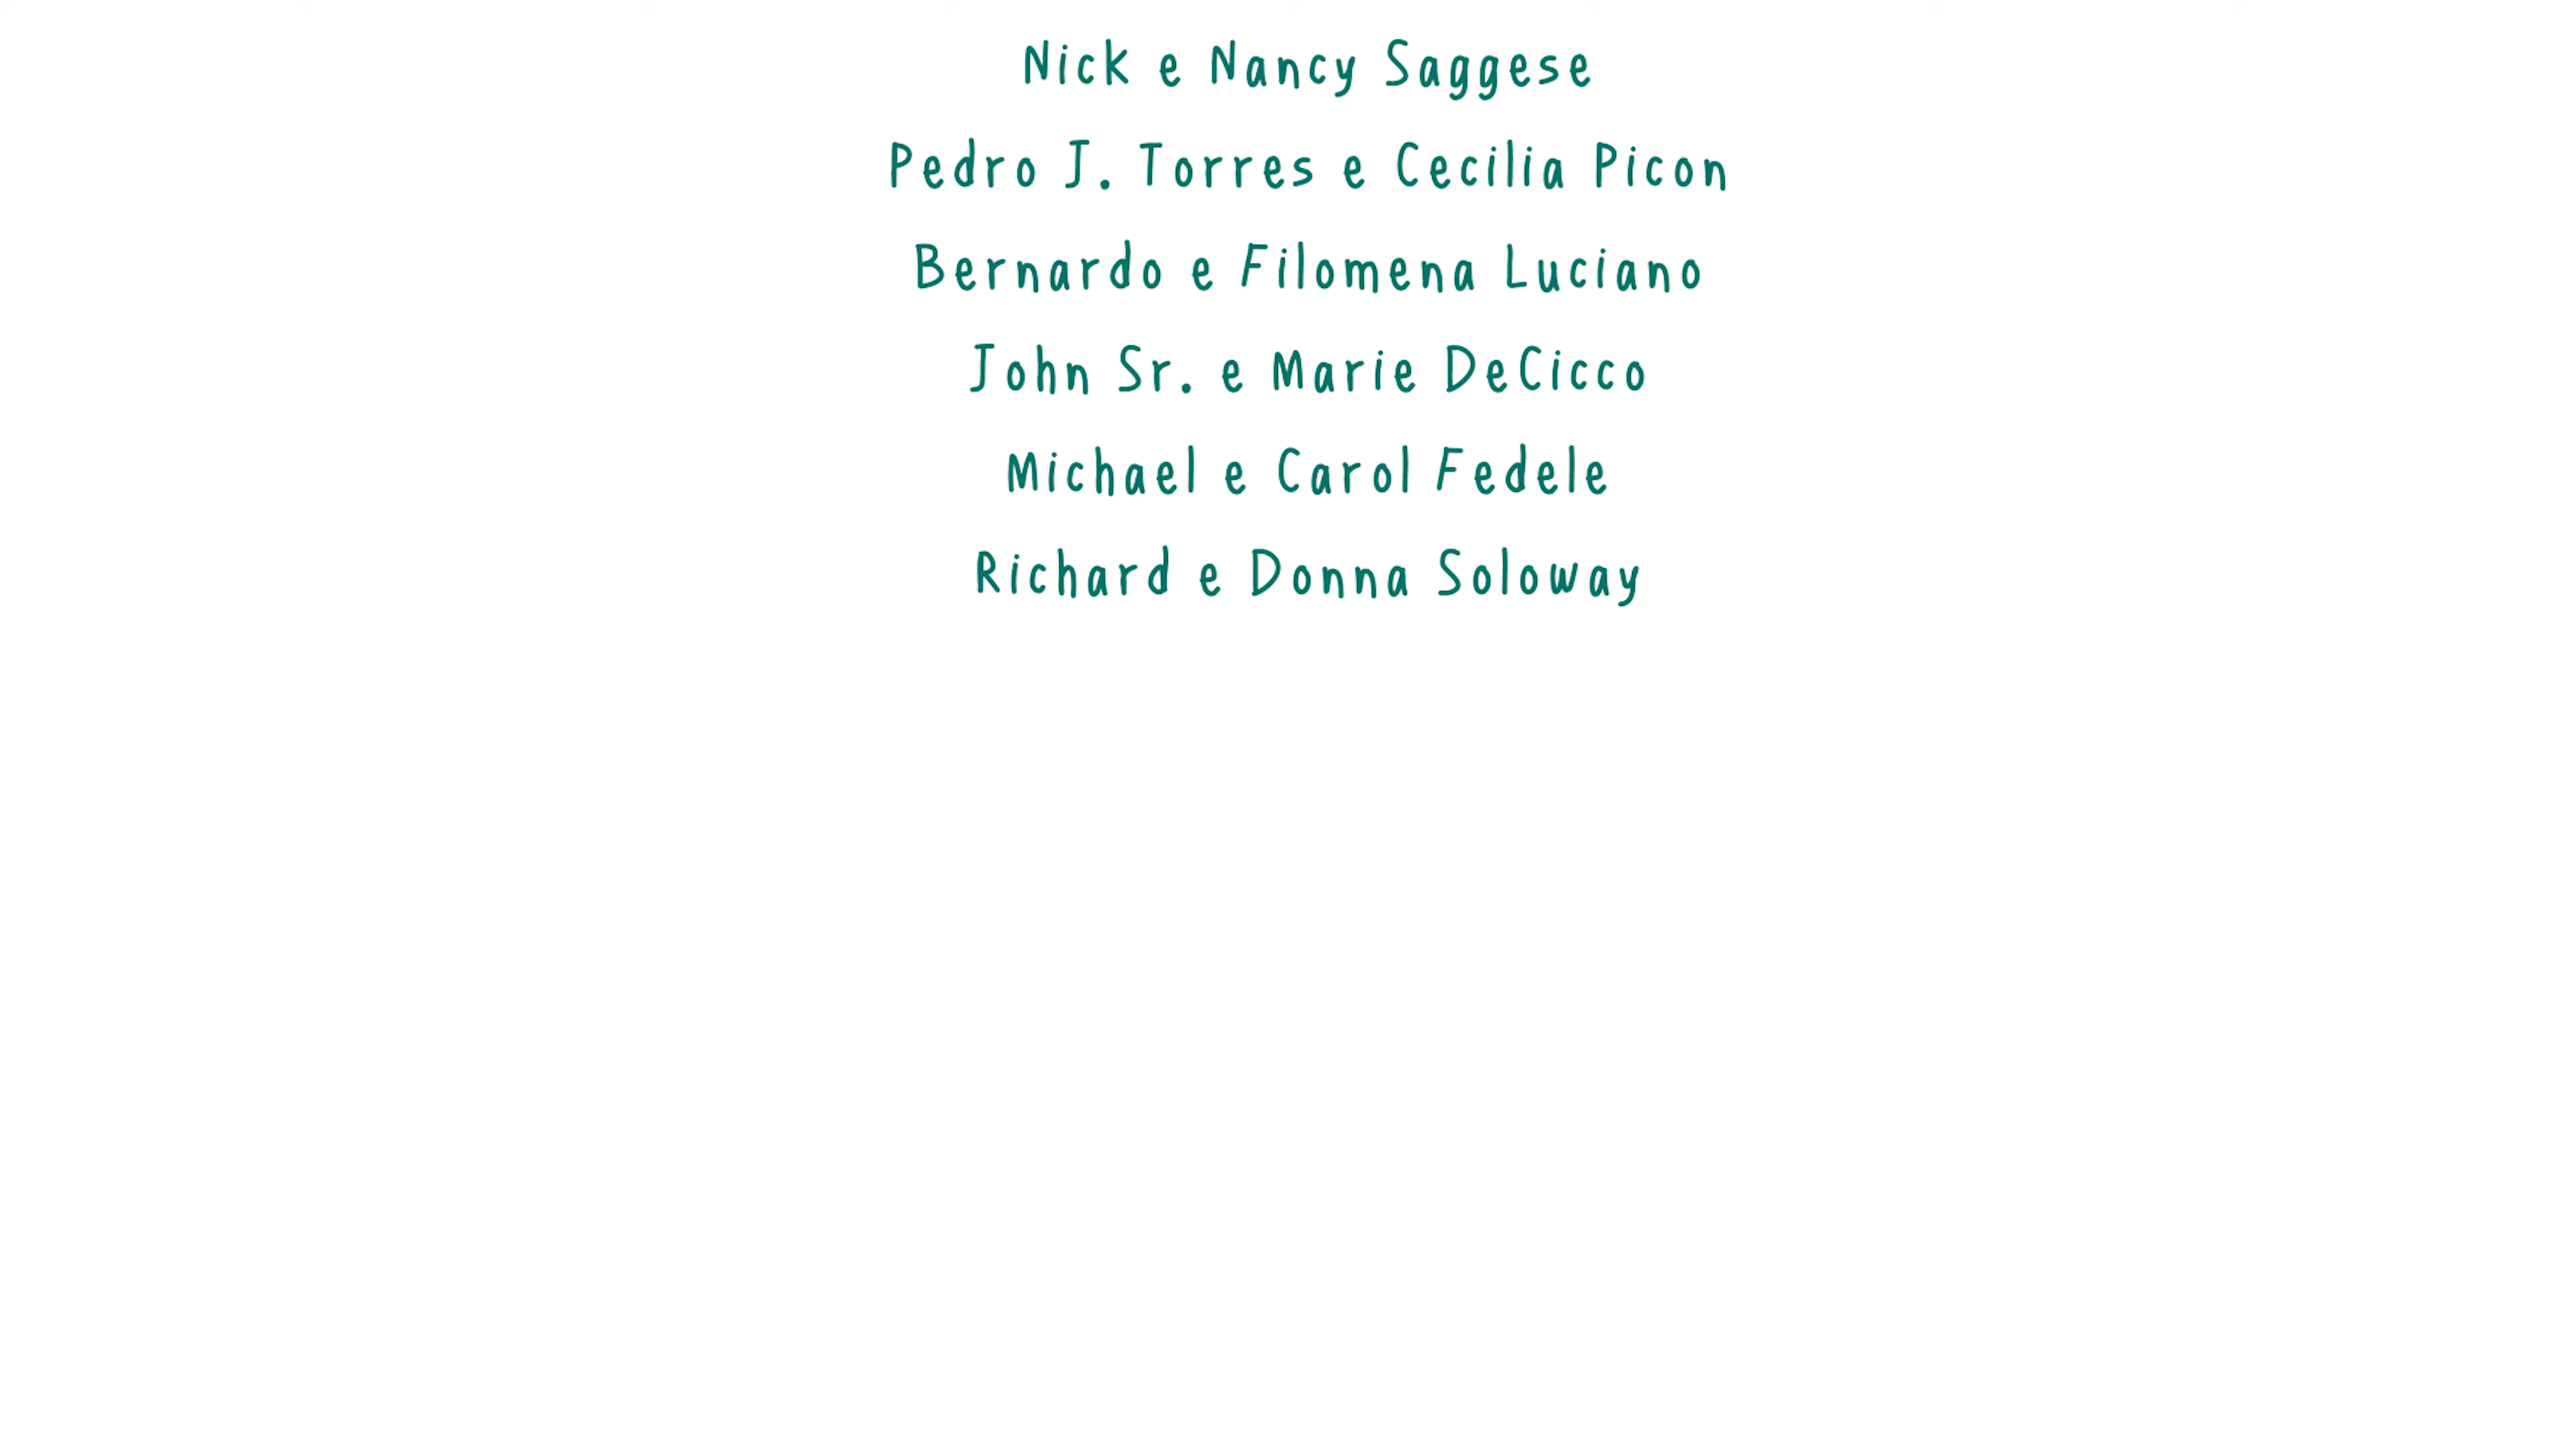 Nick e Nancy Saggese
Pedro J. Torres e Cecilia Picon
Bernardo e Filomena Luciano
John Sr. e Marie DeCicco
Michael e Carol Fedele
Richard e Donna Soloway